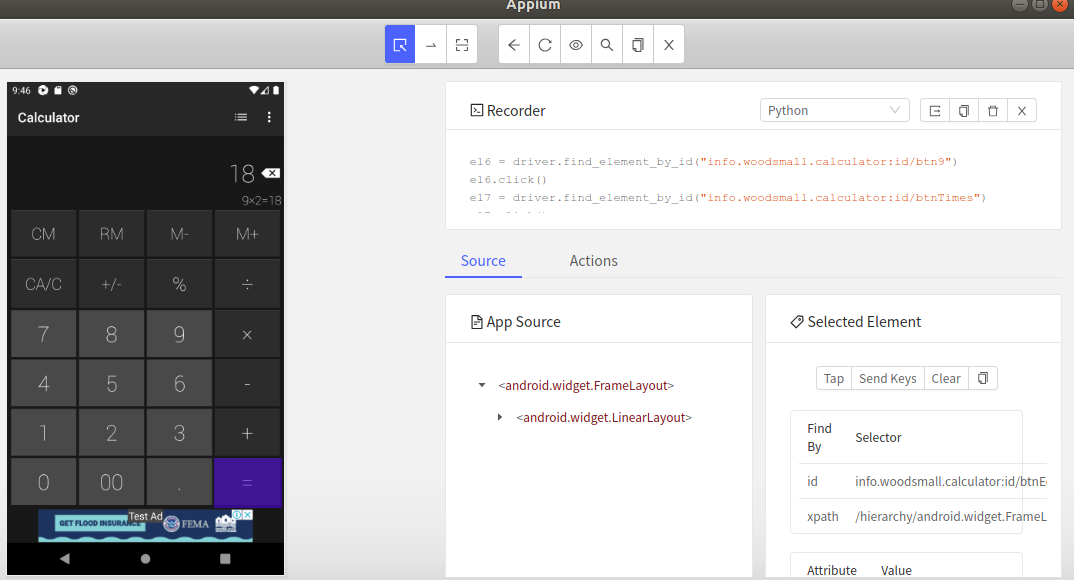 Appium
9:46
Calculator
18
9×2=18
CM RM M- M+
CA/C +/- % ÷
7 8 9 ×
4 5 6 -
1 2 3 +
0 00 . =
GET FLOOD INSURANCE
Test Ad
FEMA
Recorder
Python
el6 = driver.find_element_by_id("info.woodsmall.calculator:id/btn9")
el6.click()
el7 = driver.find_element_by_id("info.woodsmall.calculator:id/btnTimes")
Source Actions
App Source
<android.widget.FrameLayout>
<android.widget.LinearLayout>
Selected Element
Tap Send Keys Clear
Find By Selector
id info.woodsmall.calculator:id/btnE
xpath /hierarchy/android.widget.FrameL
Attribute Value